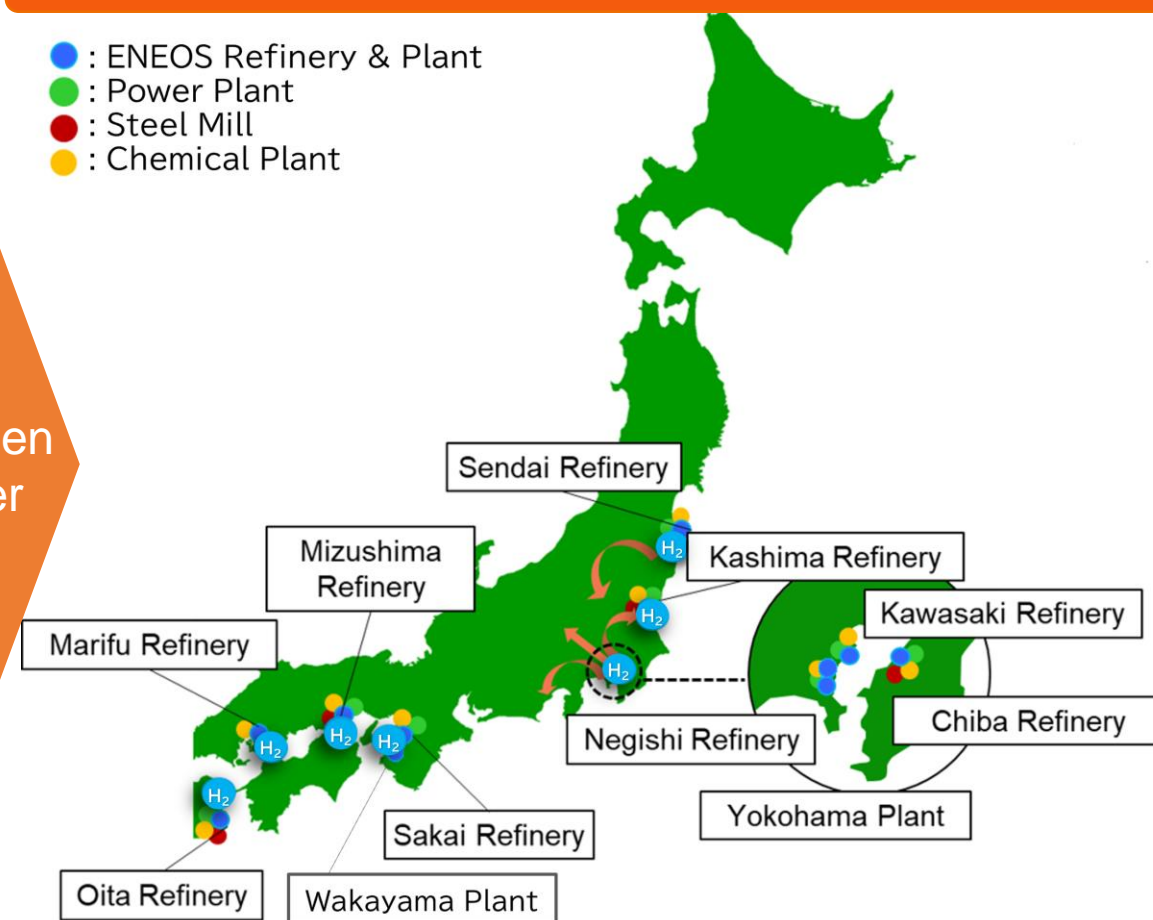 : ENEOS Refinery & Plant
: Power Plant
: Steel Mill
: Chemical Plant
en
er
Sendai Refinery
H2
Kashima Refinery
Mizushima
Refinery
H2
Kawasaki Refinery
Marifu Refinery
H2
Chiba Refinery
Negishi Refinery
H2
H2
H2
H2
Yokohama Plant
Sakai Refinery
Oita Refinery
Wakayama Plant